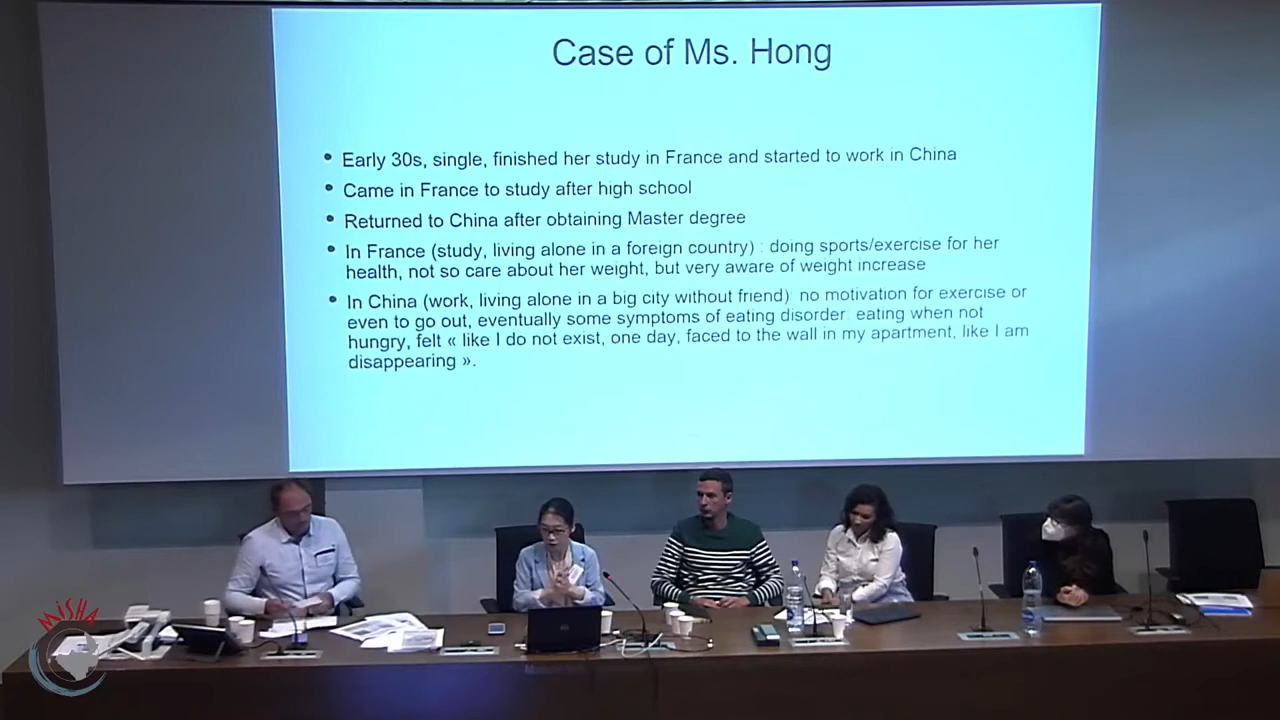 Case of Ms. Hong
• Early 30s, single, finished her study in France and started to work in China
• Came in France to study after high school
• Returned to China after obtaining Master degree
• In France (study, living alone in a foreign country) : doing sports/exercise for her
health, not so care about her weight, but very aware of weight increase
• In China (work, living alone in a big city without friend): no motivation for exercise or
even to go out, eventually some symptoms of eating disorder: eating when not
hungry, felt « like I do not exist, one day, faced to the wall in my apartment, like I am
disappearing ».
MiSHA